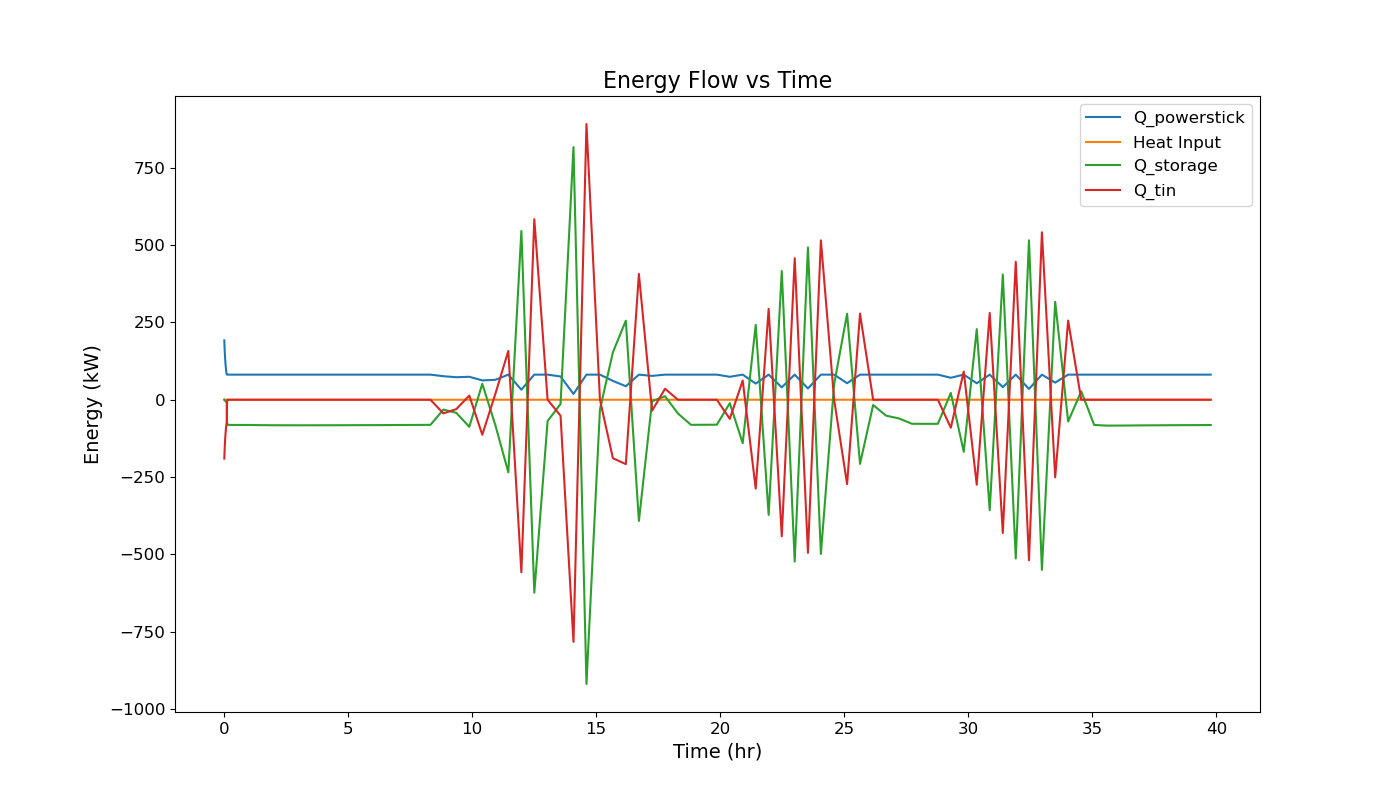 Energy Flow vs Time
Q_powerstick
Heat Input
Q_storage
Q_tin
Energy (kW)
750
500
250
0
−250
−500
−750
−1000
0 5 10 15 20 25 30 35 40
Time (hr)